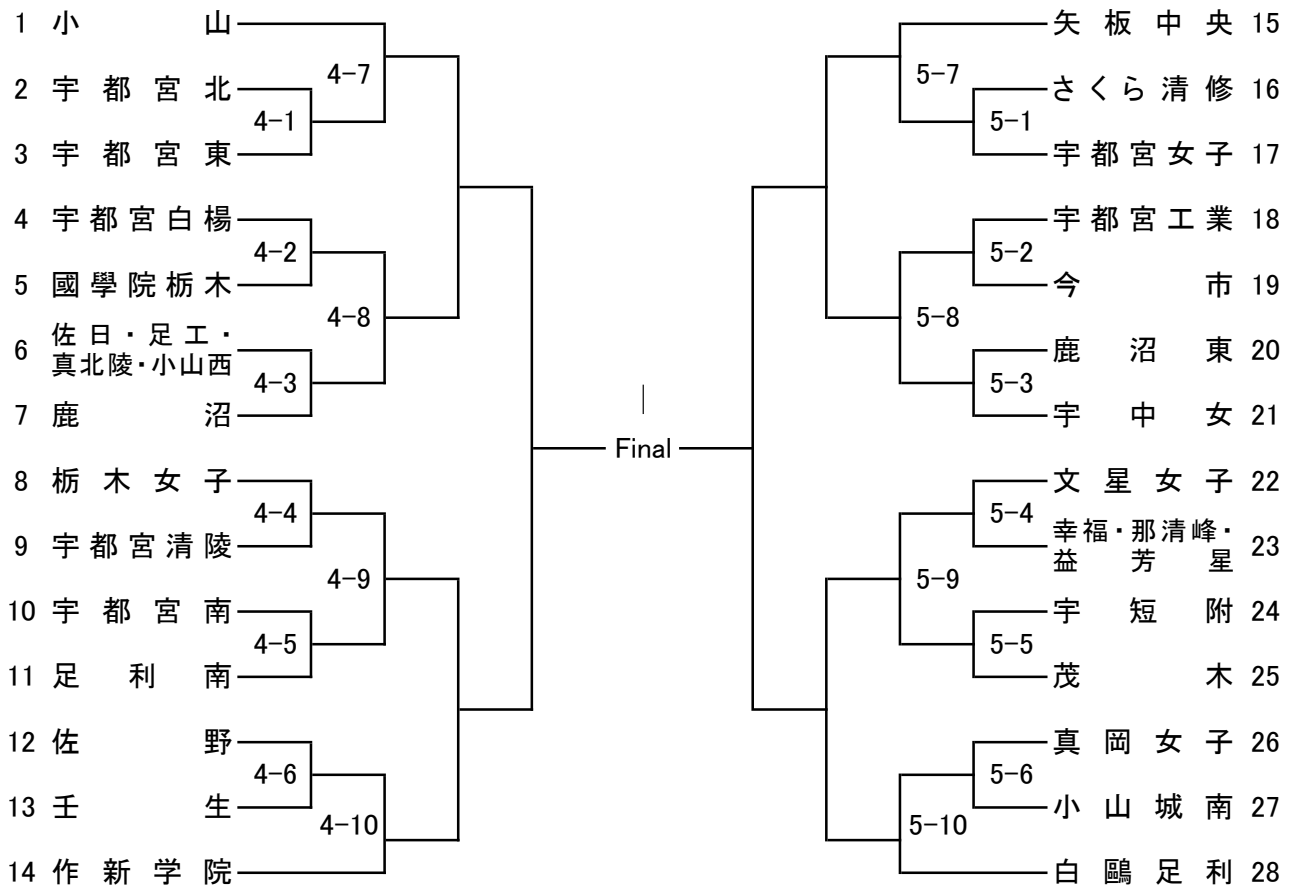 1 小山
4-7
2 宇都宮北
4-1
3 宇都宮東
4 宇都宮白楊
4-2
5 國學院栃木
4-8
6 佐日・足工・
真北陵・小山西
4-3
7 鹿沼
8 栃木女子
4-4
9 宇都宮清陵
4-9
10 宇都宮南
4-5
11 足利南
12 佐野
4-6
13 壬生
4-10
14 作新学院
Final
矢板中央 15
5-7
さくら清修 16
5-1
宇都宮女子 17
宇都宮工業 18
5-2
今市 19
5-8
鹿沼東 20
5-3
宇中女 21
文星女子 22
5-4
幸福・那清峰・
益芳星 23
5-9
宇短附 24
5-5
茂木 25
真岡女子 26
5-6
小山城南 27
5-10
白鷗足利 28